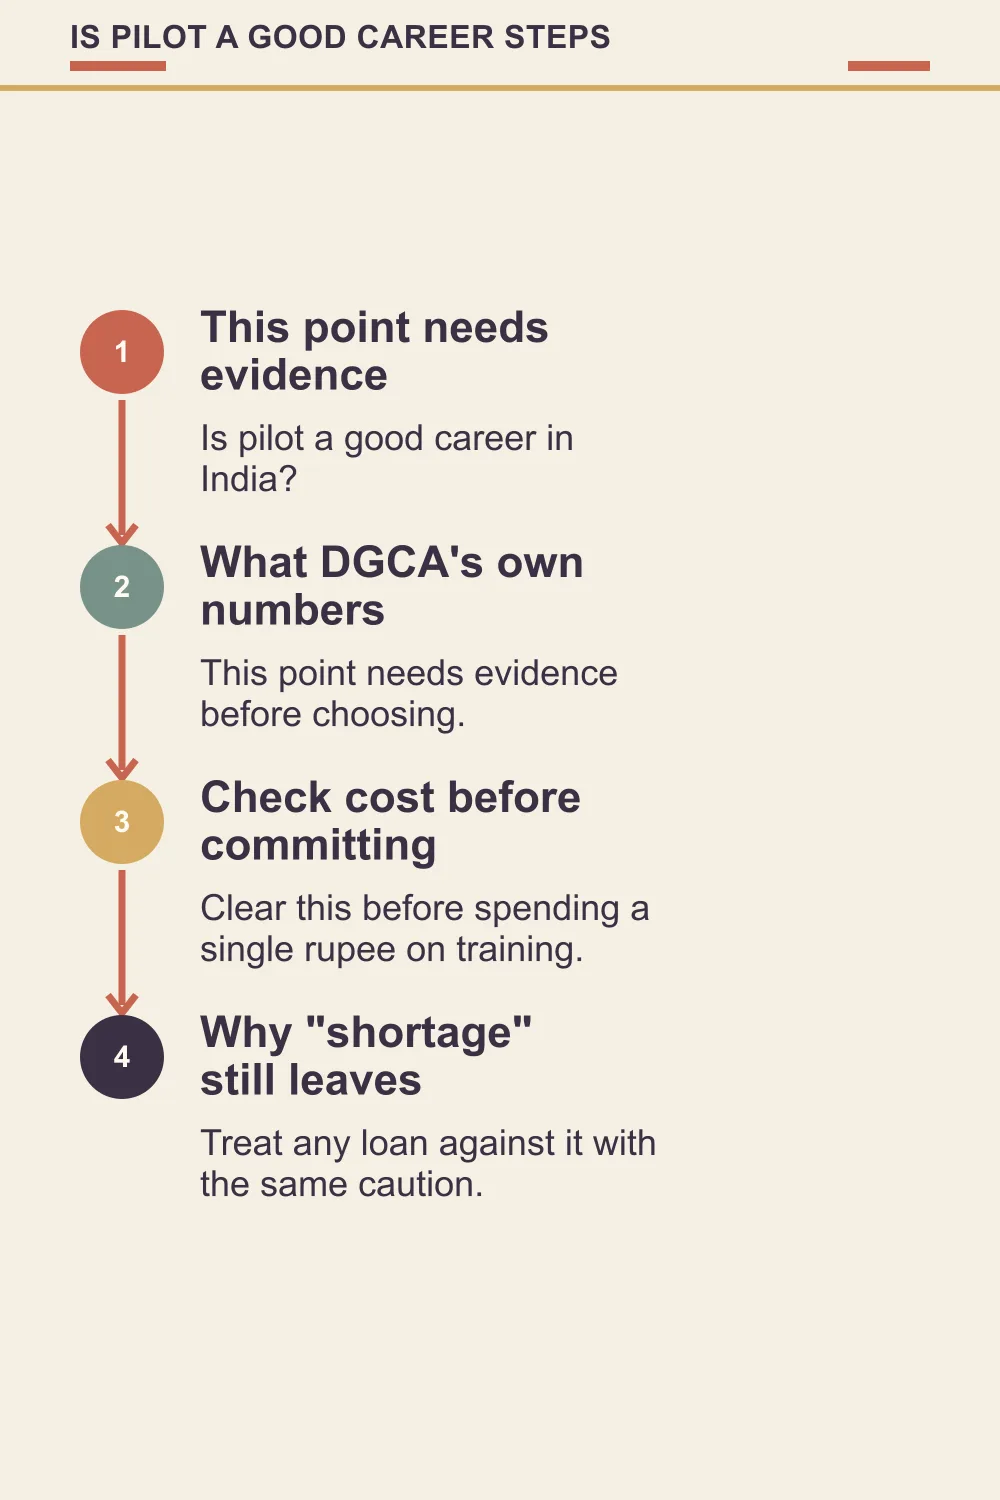 IS PILOT A GOOD CAREER STEPS
1
This point needs
evidence
Is pilot a good career in
India?
2
What DGCA's own
numbers
This point needs evidence
before choosing.
3
Check cost before
committing
Clear this before spending a
single rupee on training.
4
Why "shortage"
still leaves
Treat any loan against it with
the same caution.